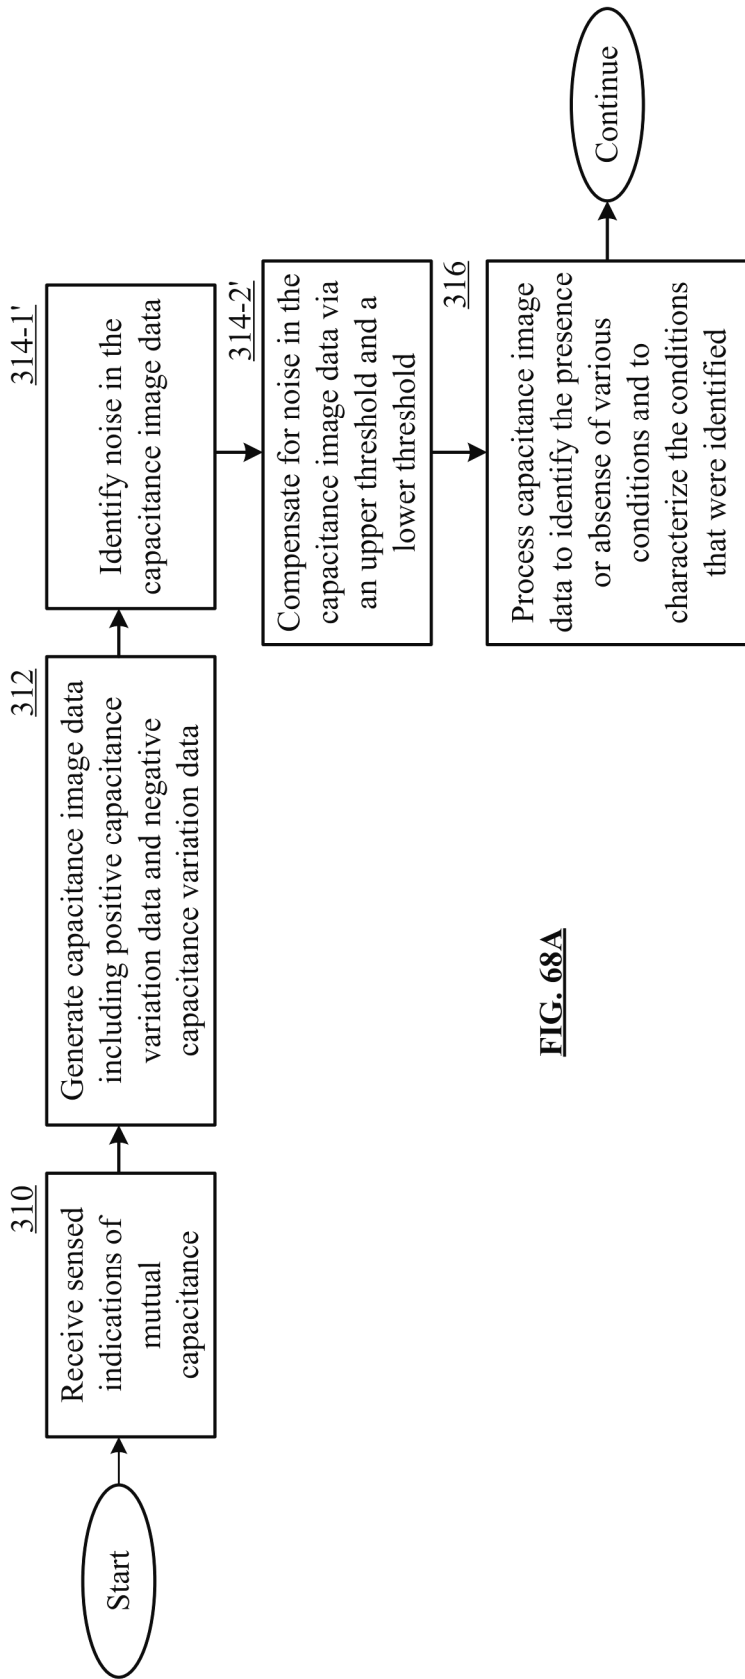 Start
310
Receive sensed
indications of
mutual
capacitance
312
Generate capacitance image data
including positive capacitance
variation data and negative
capacitance variation data
314-1'
Identify noise in the
capacitance image data
314-2'
Compensate for noise in the
capacitance image data via
an upper threshold and a
lower threshold
316
Process capacitance image
data to identify the presence
or absense of various
conditions and to
characterize the conditions
that were identified
Continue
FIG. 68A